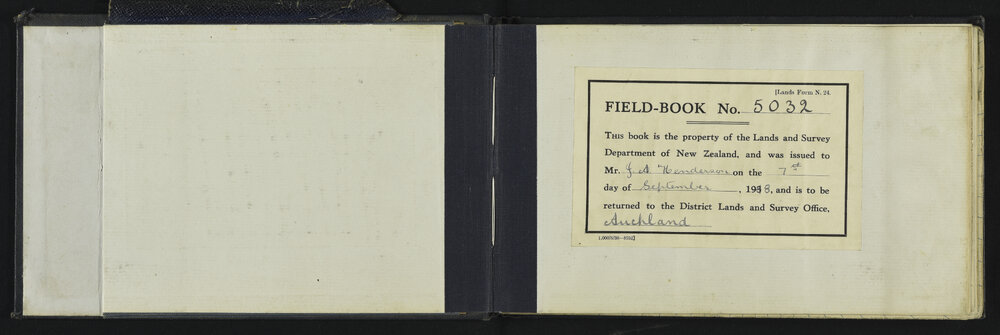 [Lands Form N. 24.
FIELD-BOOK No. 5032
THIS book is the property of the Lands and Survey
Department of New Zealand, and was issued to
Mr. J. A. Henderson on the 7th
day of September, 1938, and is to be
returned to the District Lands and Survey Office,
Auckland